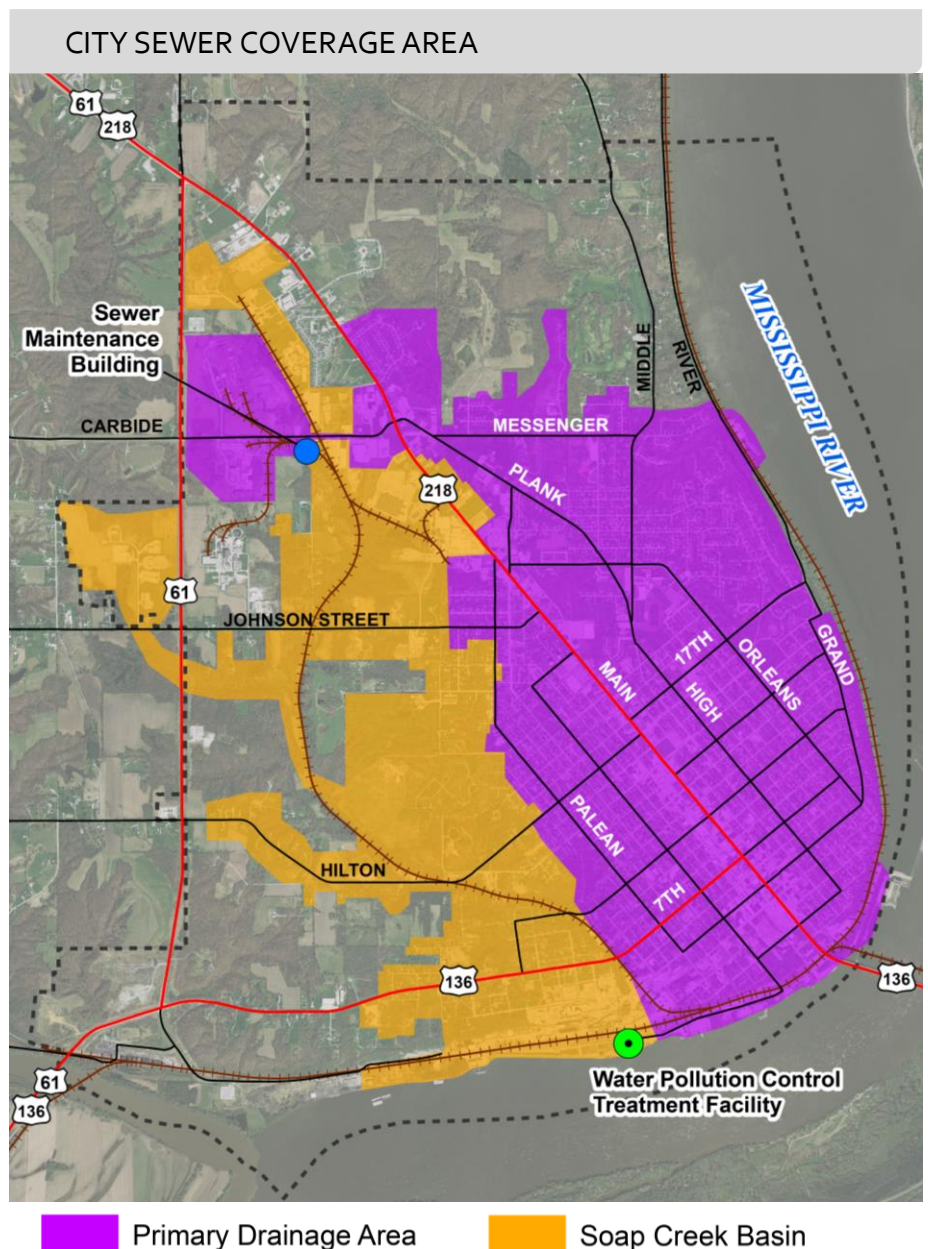 CITY SEWER COVERAGE AREA
61
218
MISSISSIPPI RIVER
Sewer
Maintenance
Building
MIDDLE
RIVER
CARBIDE
MESSENGER
PLANK
218
61
JOHNSON STREET
17TH
ORLEANS
GRAND
MAIN
HIGH
PALEAN
HILTON
7TH
136
136
61
136
Water Pollution Control
Treatment Facility
Primary Drainage Area
Soap Creek Basin